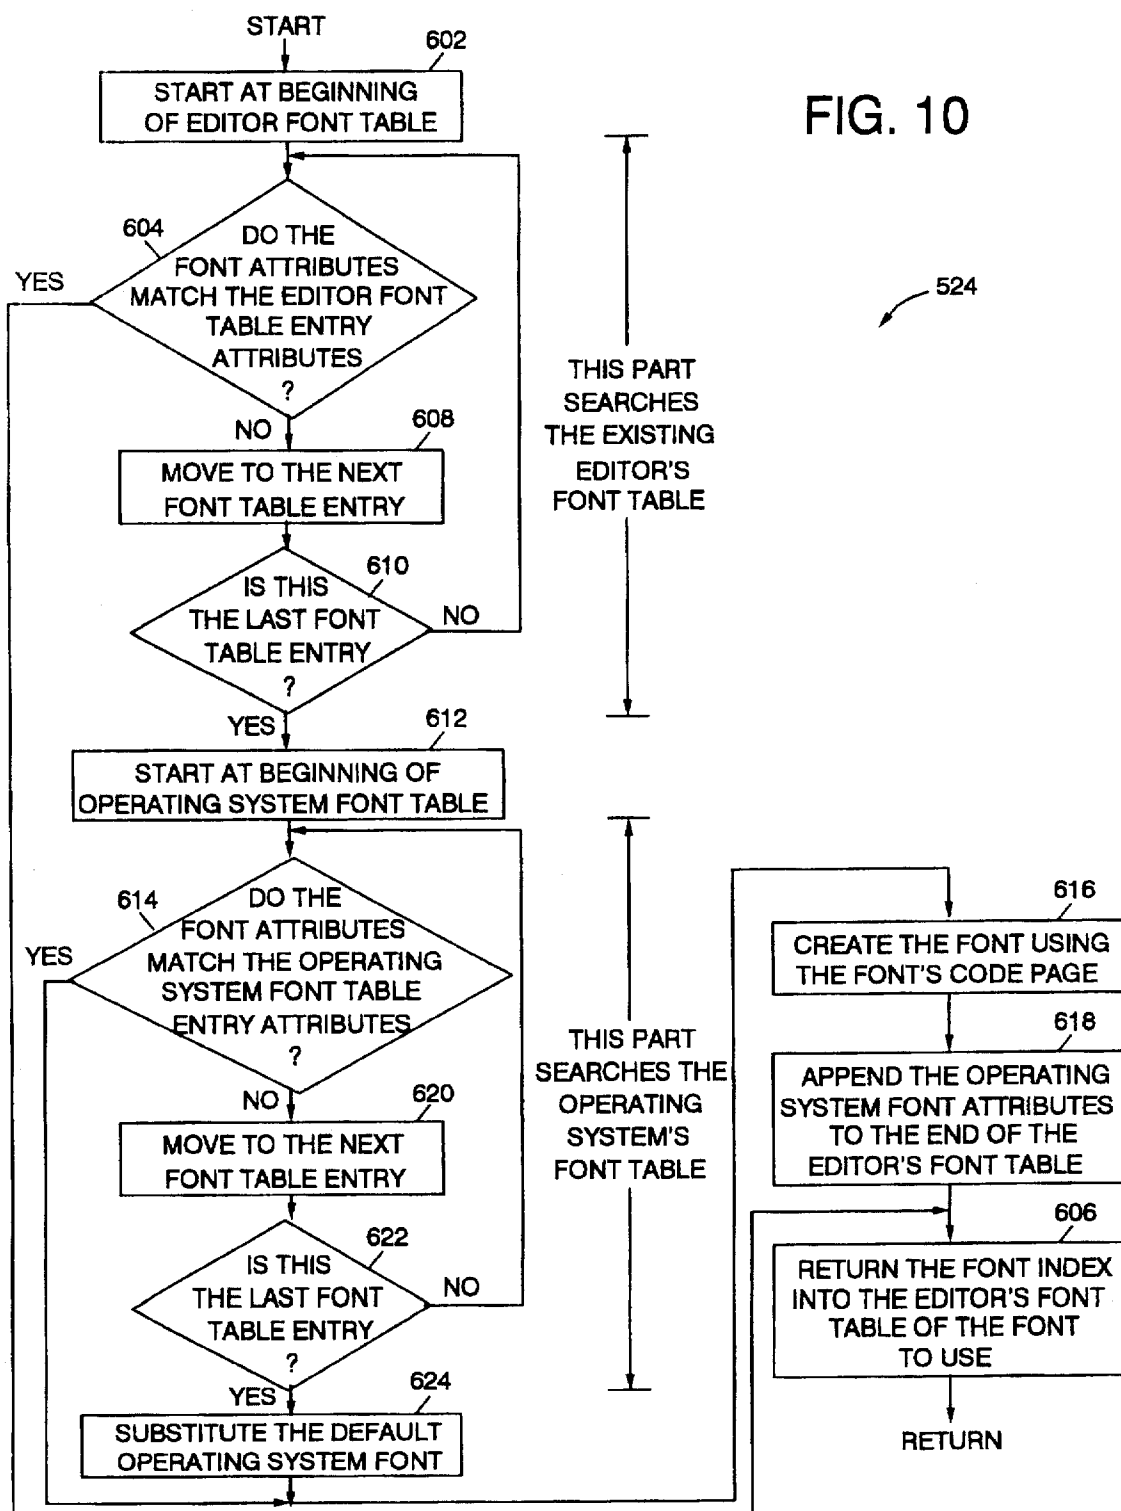 START
602
START AT BEGINNING
OF EDITOR FONT TABLE
FIG. 10
604
DO THE
FONT ATTRIBUTES
MATCH THE EDITOR FONT
TABLE ENTRY
ATTRIBUTES
?
YES
524
NO
608
MOVE TO THE NEXT
FONT TABLE ENTRY
THIS PART
SEARCHES
THE EXISTING
EDITOR'S
FONT TABLE
610
IS THIS
THE LAST FONT
TABLE ENTRY
?
NO
YES
612
START AT BEGINNING OF
OPERATING SYSTEM FONT TABLE
614
DO THE
FONT ATTRIBUTES
MATCH THE OPERATING
SYSTEM FONT TABLE
ENTRY ATTRIBUTES
?
YES
NO
620
MOVE TO THE NEXT
FONT TABLE ENTRY
THIS PART
SEARCHES THE
OPERATING
SYSTEM'S
FONT TABLE
622
IS THIS
THE LAST FONT
TABLE ENTRY
?
NO
YES
624
SUBSTITUTE THE DEFAULT
OPERATING SYSTEM FONT
616
CREATE THE FONT USING
THE FONT'S CODE PAGE
618
APPEND THE OPERATING
SYSTEM FONT ATTRIBUTES
TO THE END OF THE
EDITOR'S FONT TABLE
606
RETURN THE FONT INDEX
INTO THE EDITOR'S FONT
TABLE OF THE FONT
TO USE
RETURN